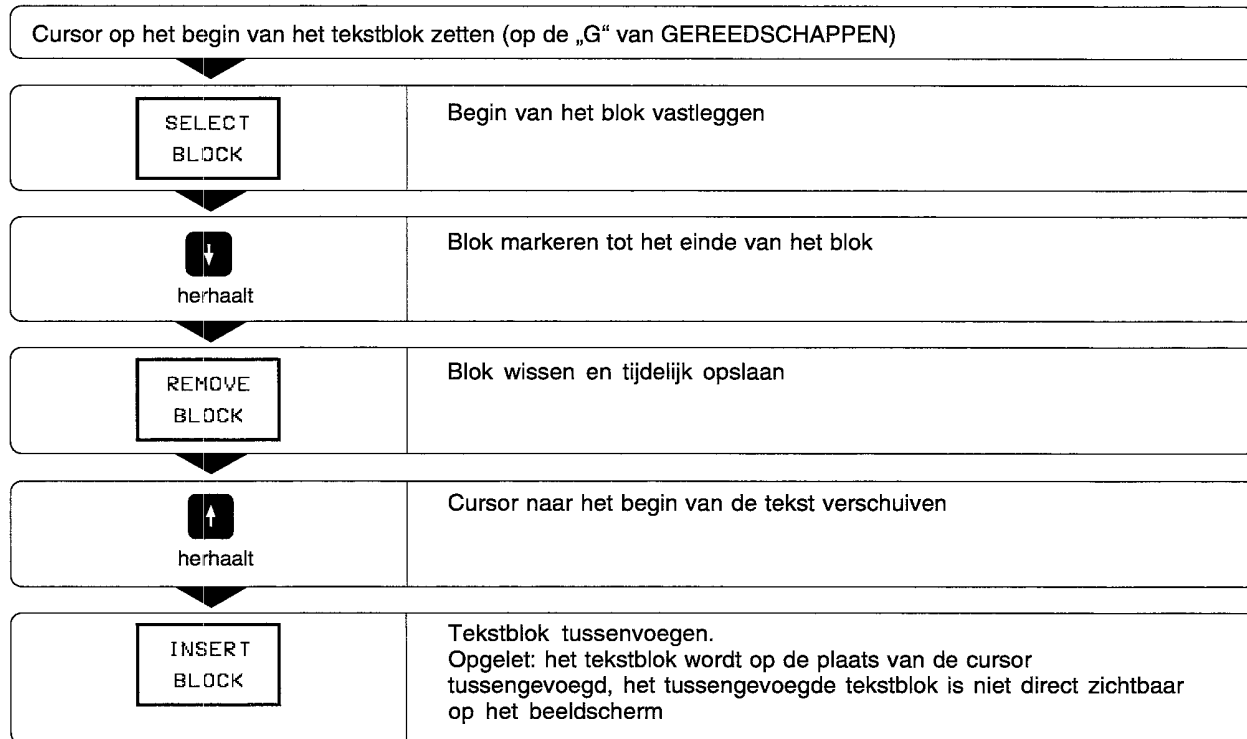 Cursor op het begin van het tekstblok zetten (op de „G“ van GEREEDSCHAPPEN)
SELECT
BLOCK
Begin van het blok vastleggen
herhaalt
Blok markeren tot het einde van het blok
REMOVE
BLOCK
Blok wissen en tijdelijk opslaan
herhaalt
Cursor naar het begin van de tekst verschuiven
INSERT
BLOCK
Tekstblok tussenvoegen.
Opgelet: het tekstblok wordt op de plaats van de cursor
tussengevoegd, het tussengevoegde tekstblok is niet direct zichtbaar
op het beeldscherm